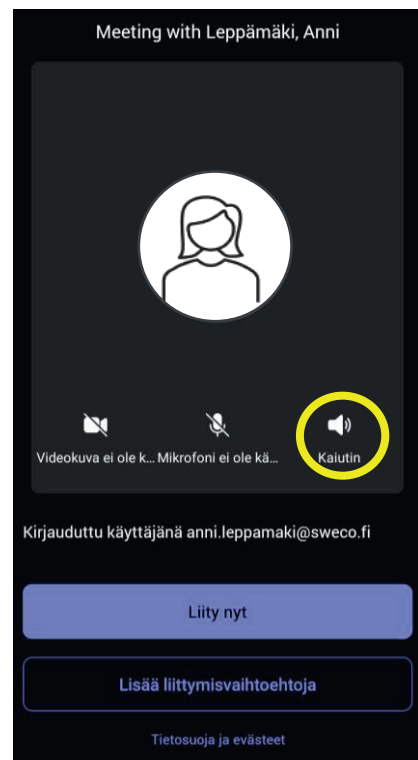 Meeting with Leppämäki, Anni
Videokuva ei ole k... Mikrofoni ei ole kä... Kaiutin
Kirjauduttu käyttäjänä anni.leppamaki@sweco.fi
Liity nyt
Lisää liittymisvaihtoehtoja
Tietosuoja ja evästeet